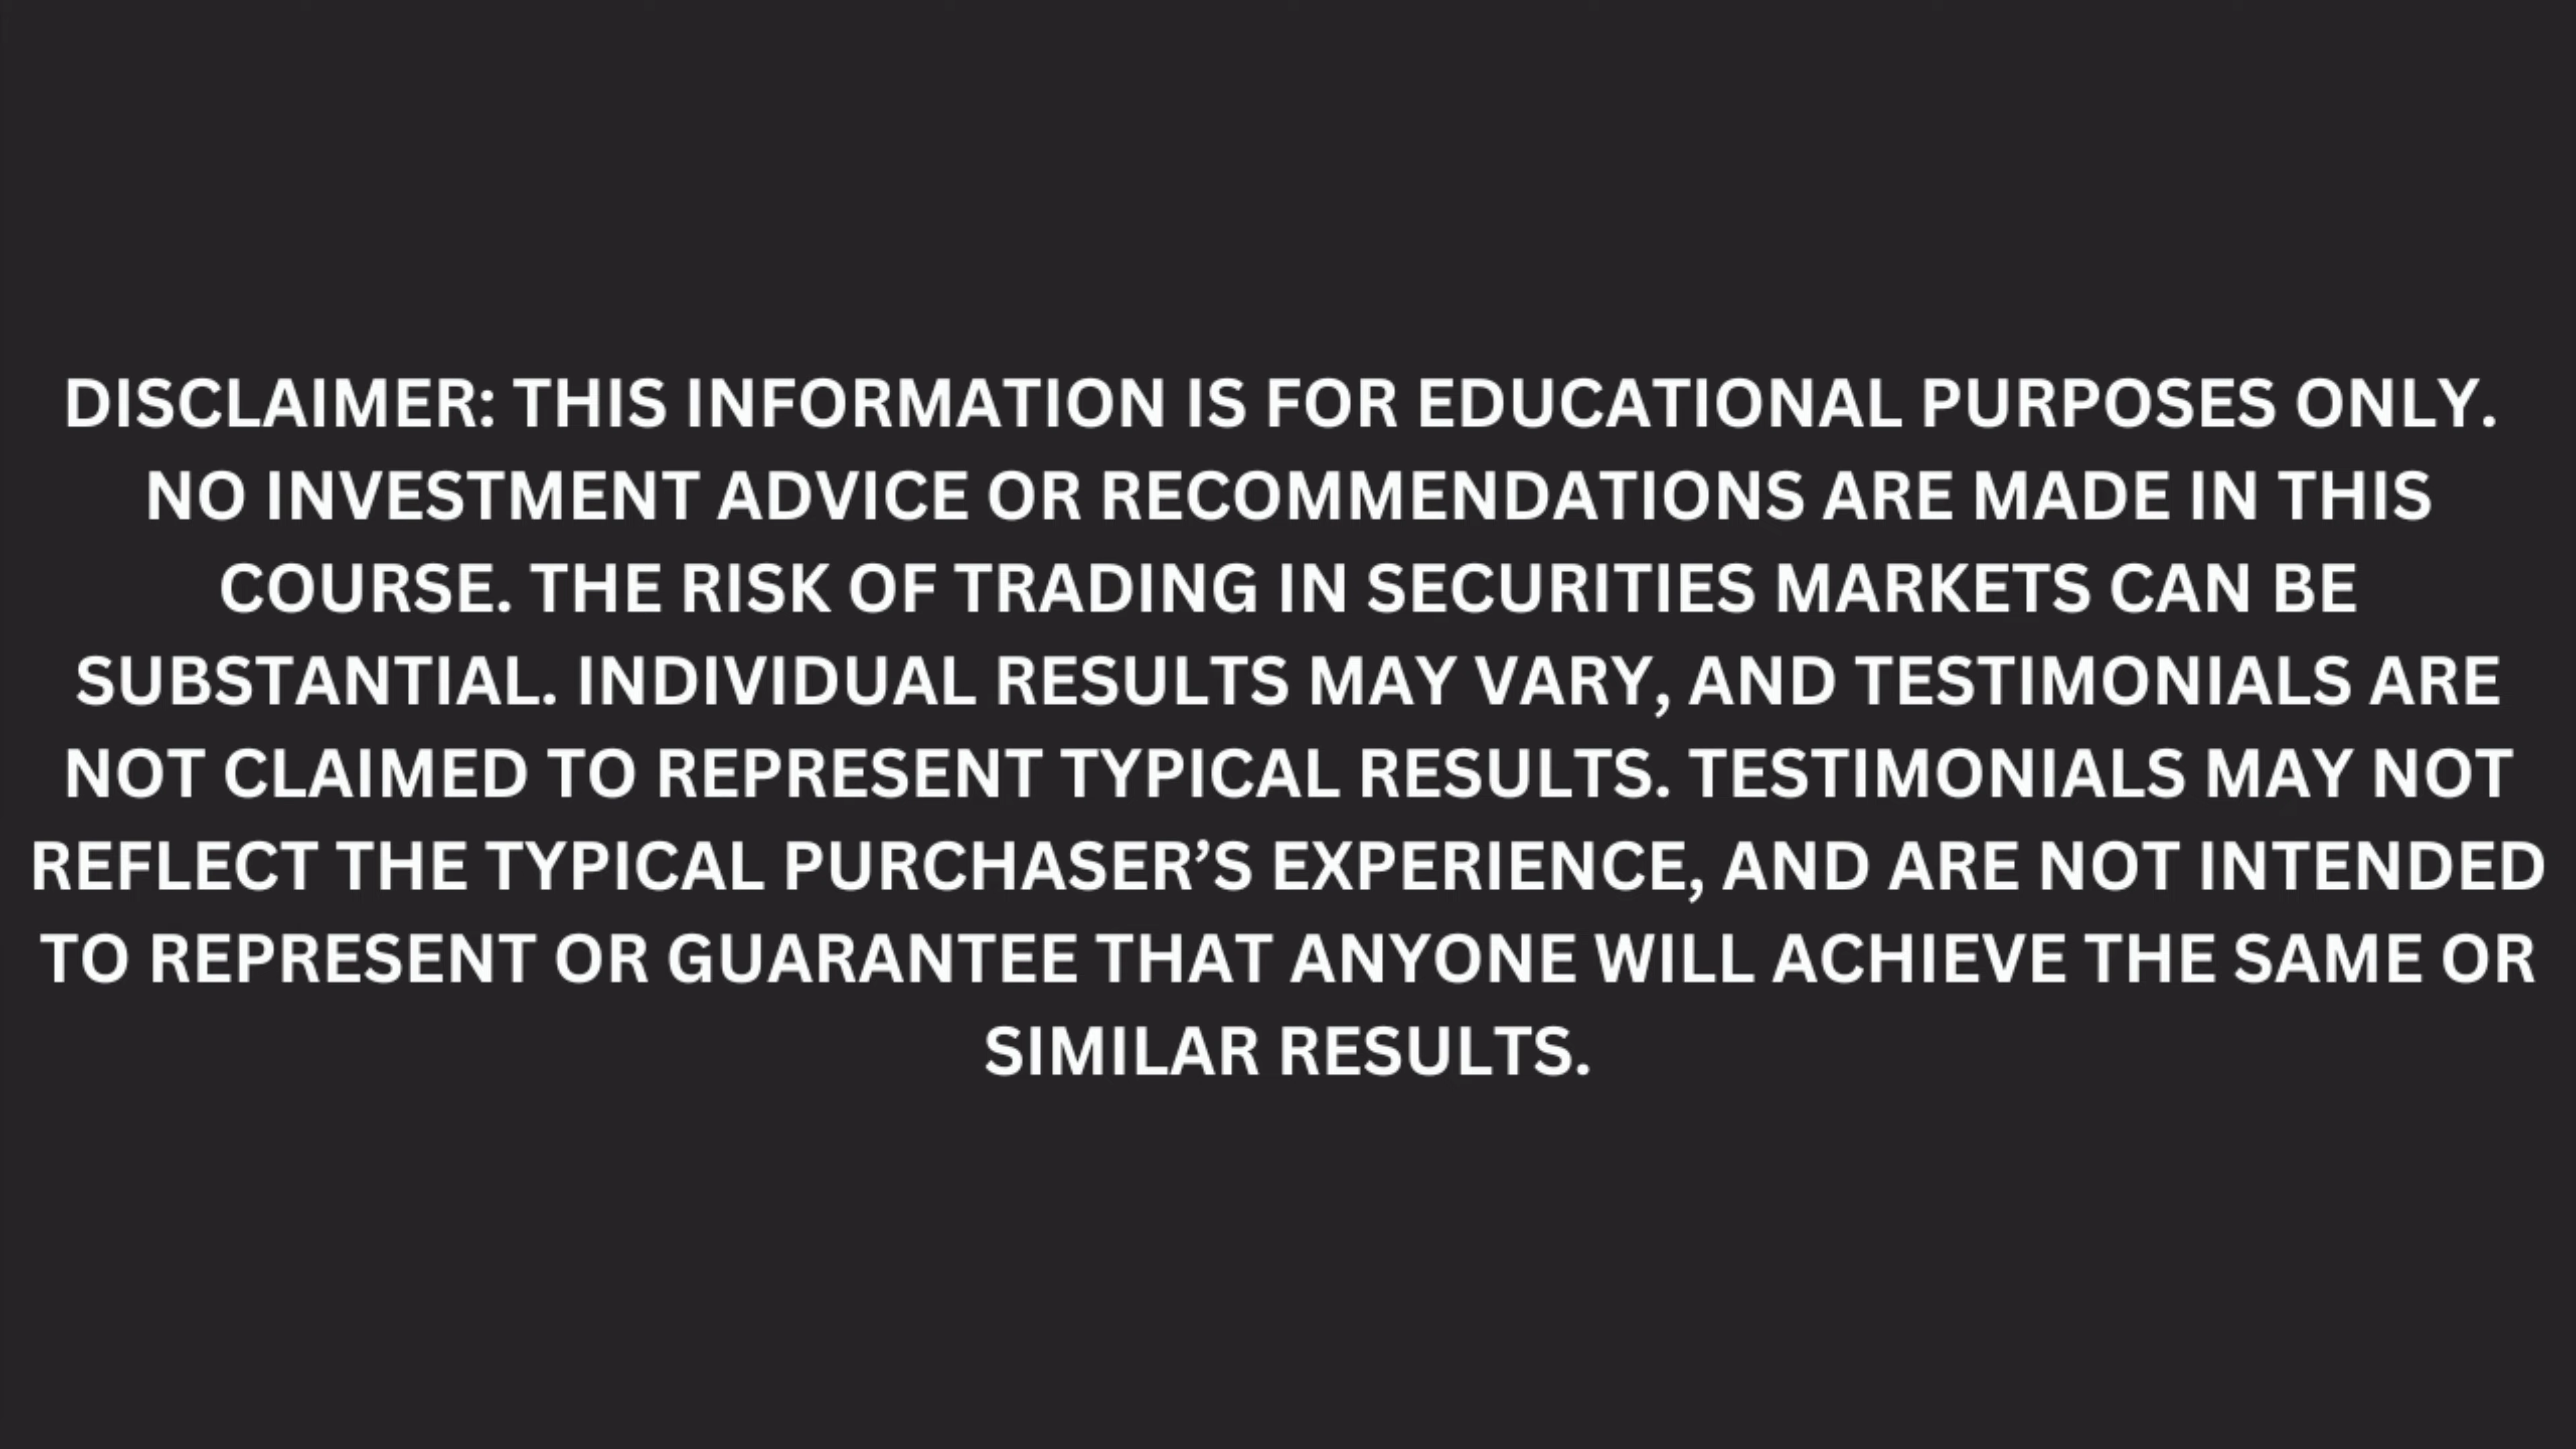 DISCLAIMER: THIS INFORMATION IS FOR EDUCATIONAL PURPOSES ONLY.
NO INVESTMENT ADVICE OR RECOMMENDATIONS ARE MADE IN THIS
COURSE. THE RISK OF TRADING IN SECURITIES MARKETS CAN BE
SUBSTANTIAL. INDIVIDUAL RESULTS MAY VARY, AND TESTIMONIALS ARE
NOT CLAIMED TO REPRESENT TYPICAL RESULTS. TESTIMONIALS MAY NOT
REFLECT THE TYPICAL PURCHASER’S EXPERIENCE, AND ARE NOT INTENDED
TO REPRESENT OR GUARANTEE THAT ANYONE WILL ACHIEVE THE SAME OR
SIMILAR RESULTS.